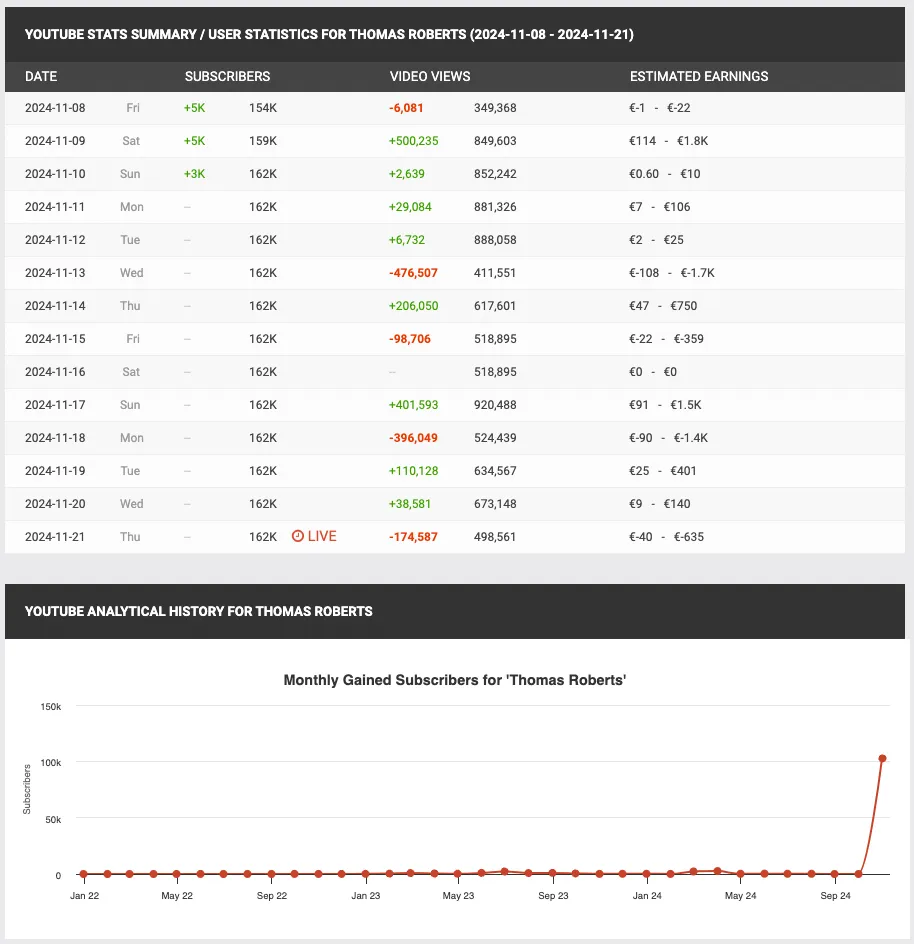 YOUTUBE STATS SUMMARY / USER STATISTICS FOR THOMAS ROBERTS (2024-11-08 - 2024-11-21)
DATE SUBSCRIBERS VIDEO VIEWS ESTIMATED EARNINGS
2024-11-08 Fri +5K 154K -6,081 349,368 €-1 - €-22
2024-11-09 Sat +5K 159K +500,235 849,603 €114 - €1.8K
2024-11-10 Sun +3K 162K +2,639 852,242 €0.60 - €10
2024-11-11 Mon -- 162K +29,084 881,326 €7 - €106
2024-11-12 Tue -- 162K +6,732 888,058 €2 - €25
2024-11-13 Wed -- 162K -476,507 411,551 €-108 - €-1.7K
2024-11-14 Thu -- 162K +206,050 617,601 €47 - €750
2024-11-15 Fri -- 162K -98,706 518,895 €-22 - €-359
2024-11-16 Sat -- 162K -- 518,895 €0 - €0
2024-11-17 Sun -- 162K +401,593 920,488 €91 - €1.5K
2024-11-18 Mon -- 162K -396,049 524,439 €-90 - €-1.4K
2024-11-19 Tue -- 162K +110,128 634,567 €25 - €401
2024-11-20 Wed -- 162K +38,581 673,148 €9 - €140
2024-11-21 Thu -- 162K LIVE -174,587 498,561 €-40 - €-635
YOUTUBE ANALYTICAL HISTORY FOR THOMAS ROBERTS
Monthly Gained Subscribers for 'Thomas Roberts'
150k
100k
50k
0
Subscribers
Jan 22 May 22 Sep 22 Jan 23 May 23 Sep 23 Jan 24 May 24 Sep 24